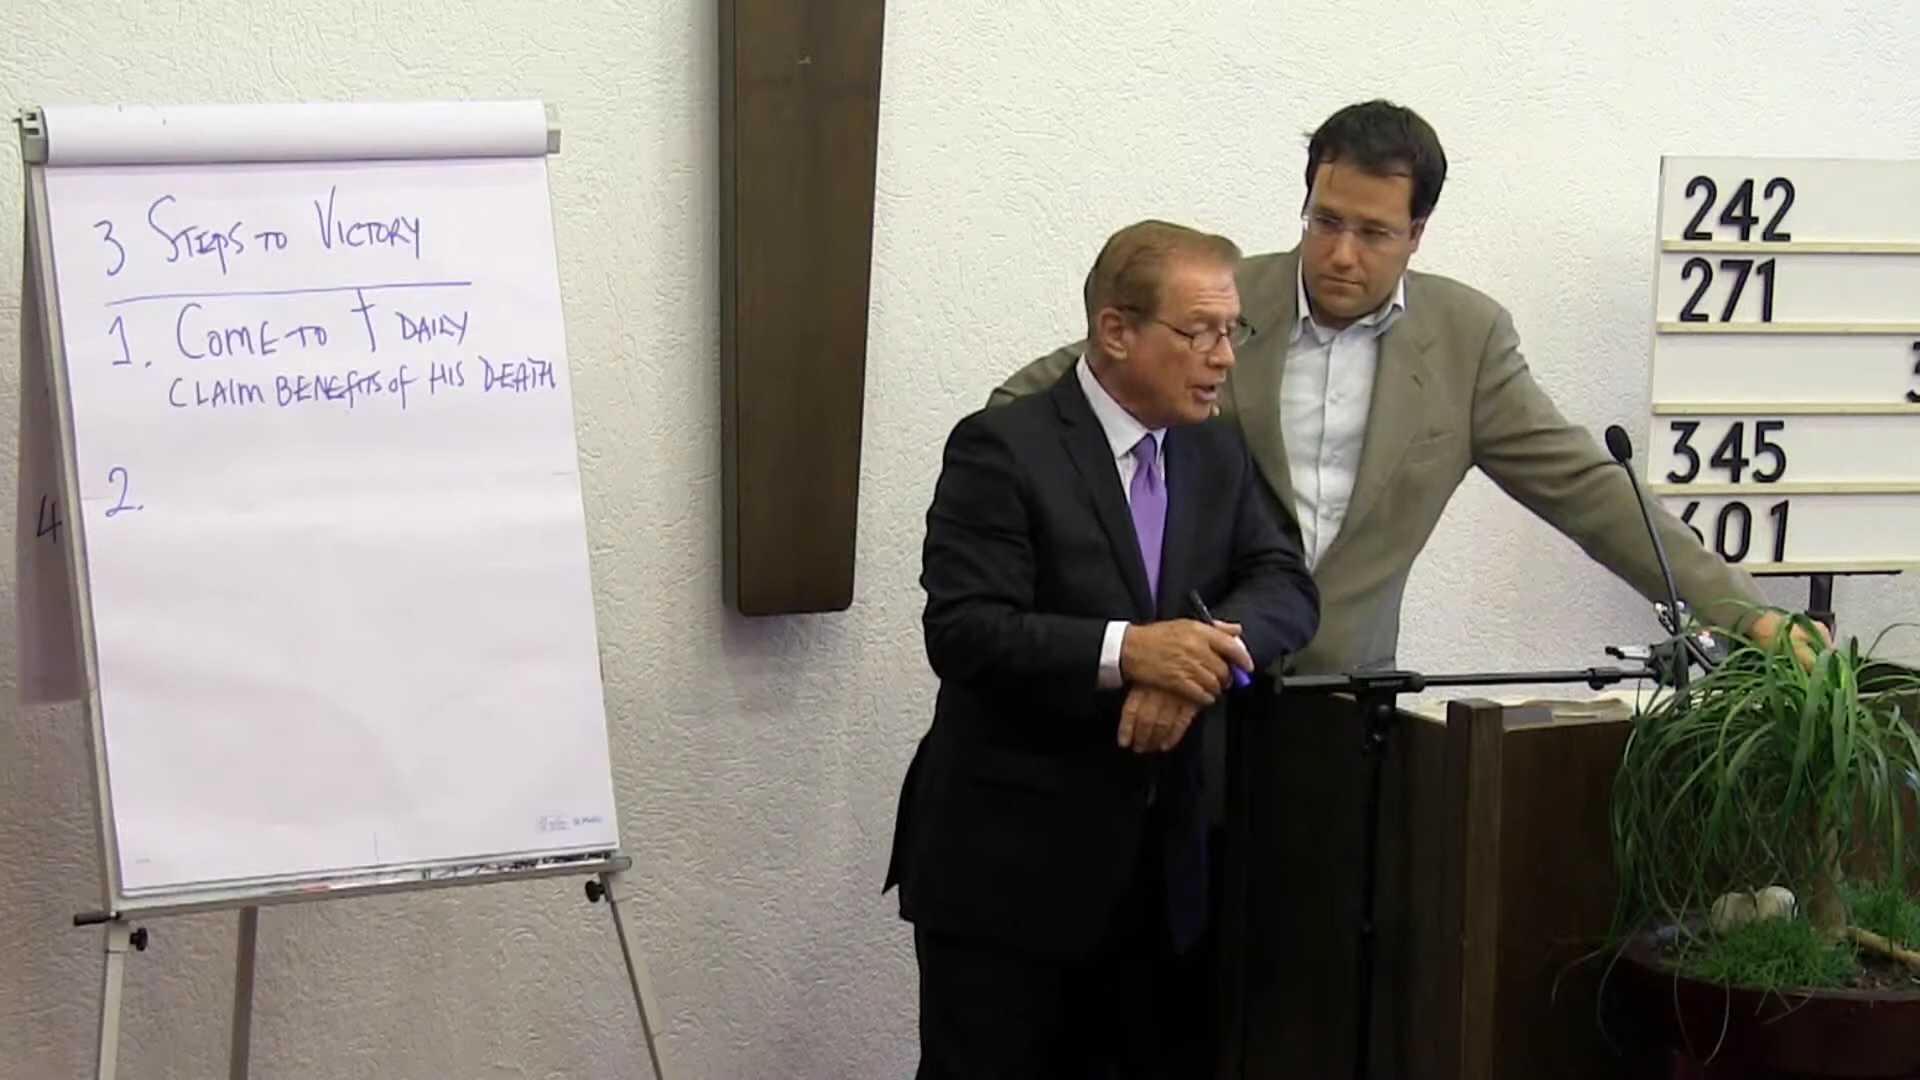 3 STEPS TO VICTORY
1. COME TO † DAILY
CLAIM BENEFITS of HIS DEATH
2.
4
242
271
3
345
601